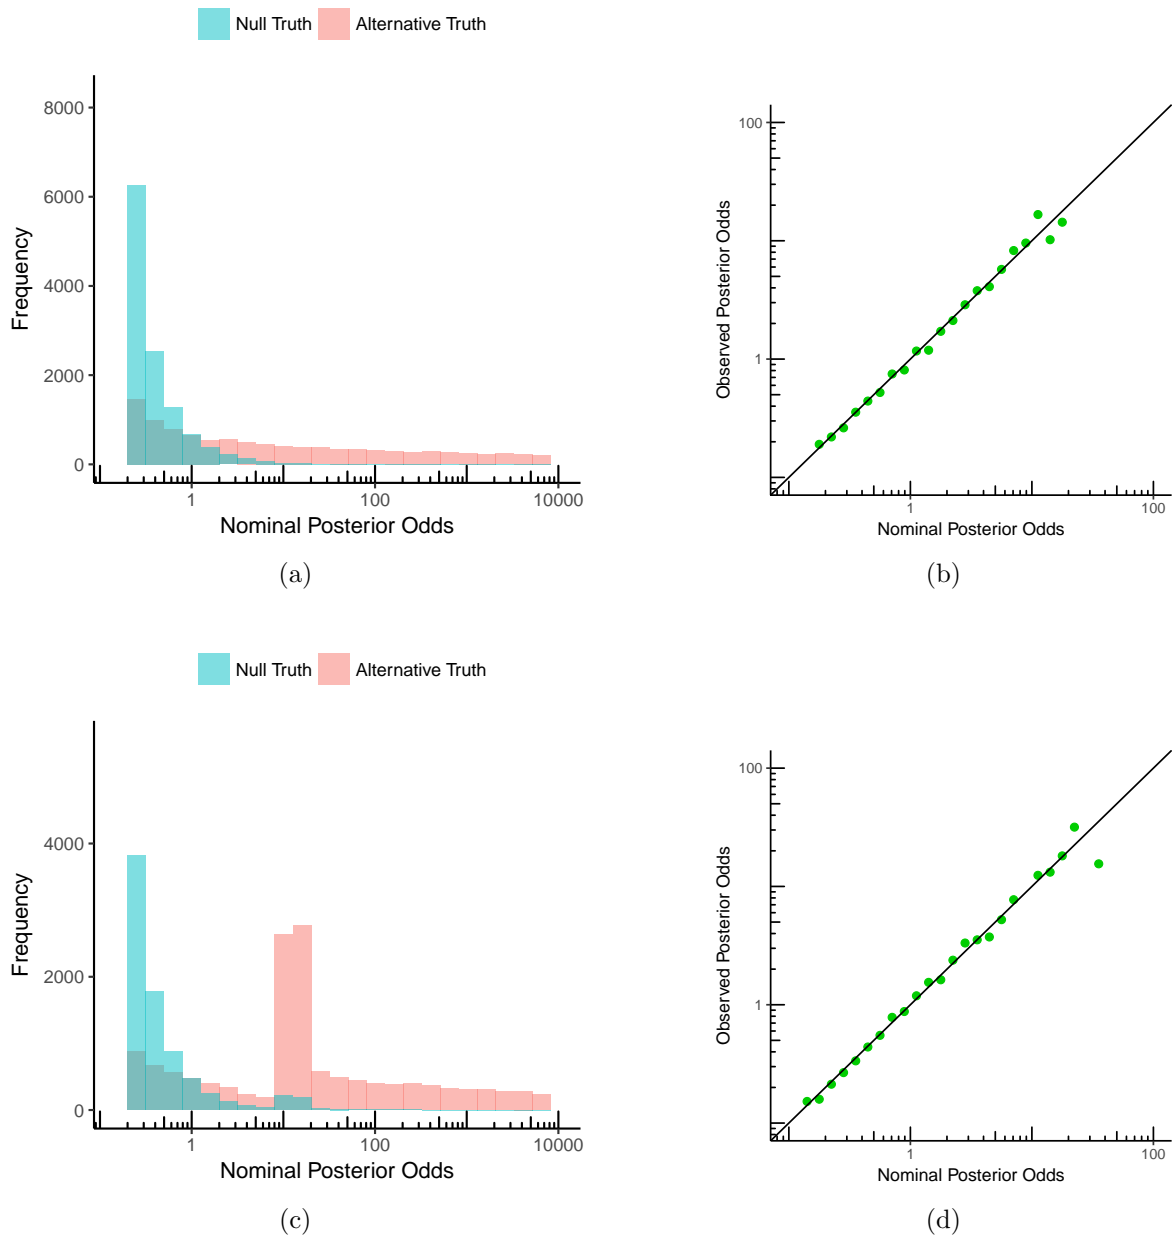 Null Truth Alternative Truth
8000
6000
4000
2000
0
Frequency
1 100 10000
Nominal Posterior Odds
(a)
100
1
Observed Posterior Odds
1 100
Nominal Posterior Odds
(b)
Null Truth Alternative Truth
4000
2000
0
Frequency
1 100 10000
Nominal Posterior Odds
(c)
100
1
Observed Posterior Odds
1 100
Nominal Posterior Odds
(d)